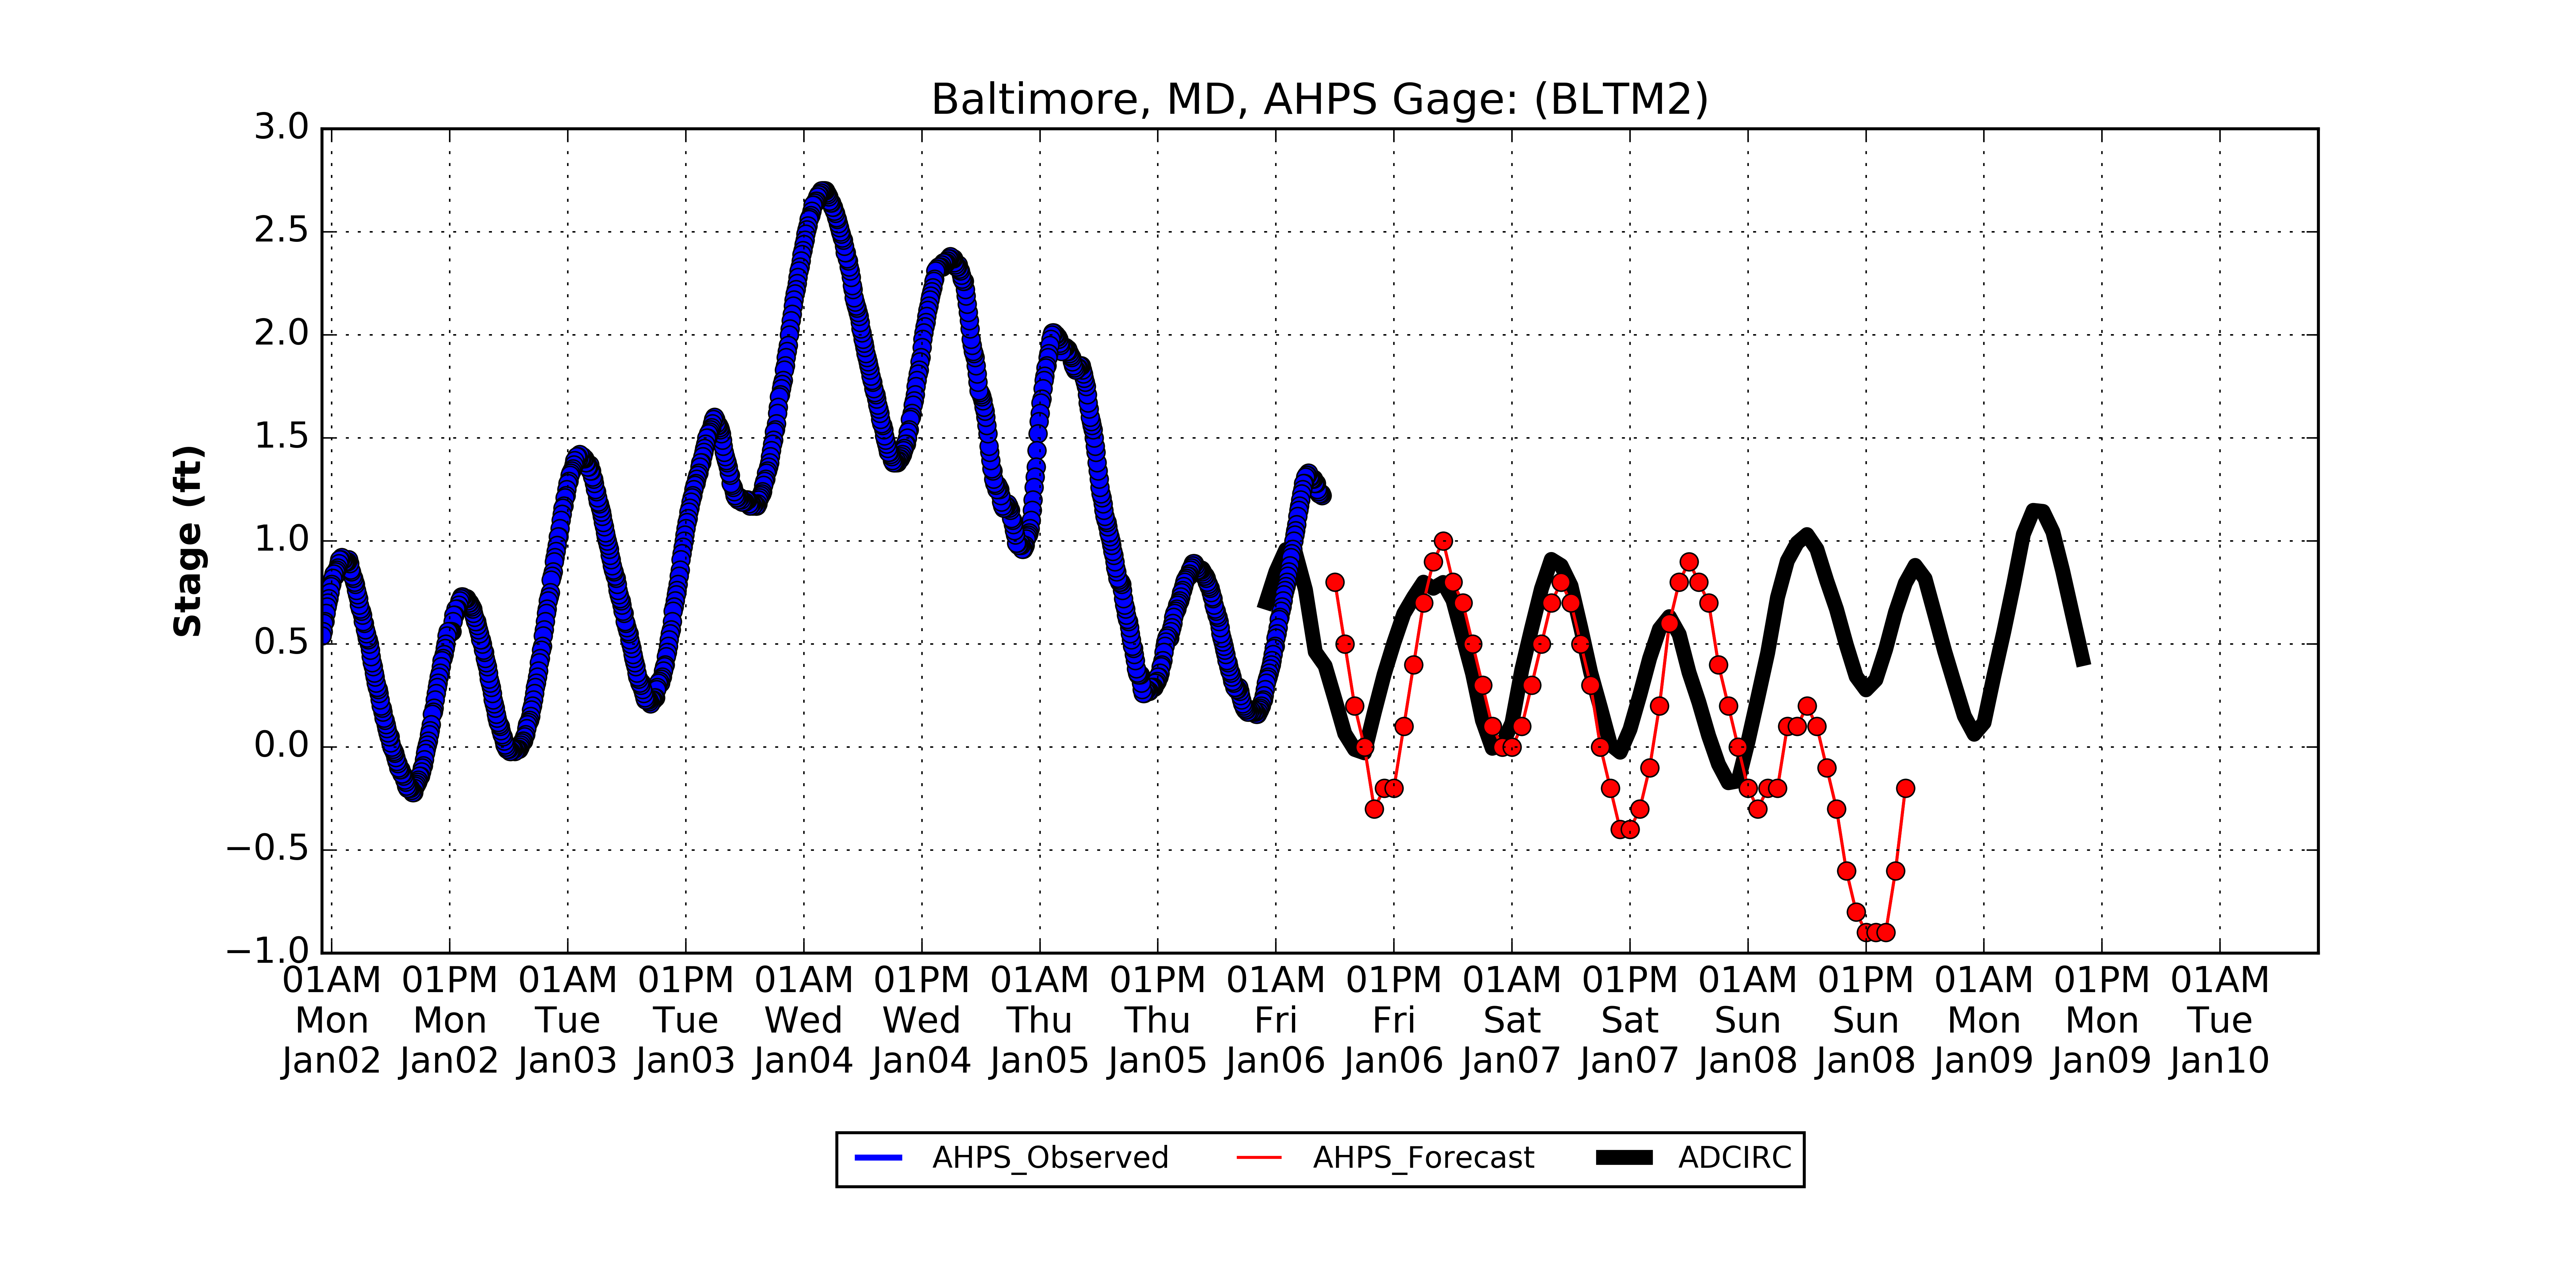 Baltimore, MD, AHPS Gage: (BLTM2)
3.0
2.5
2.0
1.5
1.0
0.5
0.0
−0.5
−1.0
Stage (ft)
01AM 01PM 01AM 01PM 01AM 01PM 01AM 01PM 01AM 01PM 01AM 01PM 01AM 01PM 01AM 01PM 01AM
Mon Mon Tue Tue Wed Wed Thu Thu Fri Fri Sat Sat Sun Sun Mon Mon Tue
Jan02 Jan02 Jan03 Jan03 Jan04 Jan04 Jan05 Jan05 Jan06 Jan06 Jan07 Jan07 Jan08 Jan08 Jan09 Jan09 Jan10
AHPS_Observed AHPS_Forecast ADCIRC